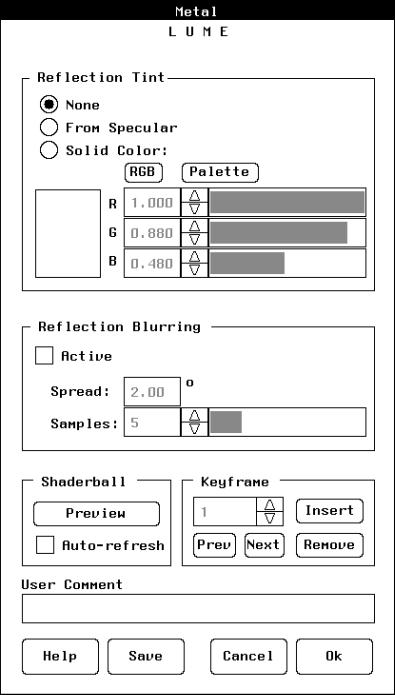 Metal
L U M E
Reflection Tint
None
From Specular
Solid Color:
RGB Palette
R 1.000
G 0.880
B 0.480
Reflection Blurring
Active
Spread: 2.00 o
Samples: 5
Shaderball
Preview
Auto-refresh
Keyframe
1 Insert
Prev Next Remove
User Comment
Help Save Cancel Ok